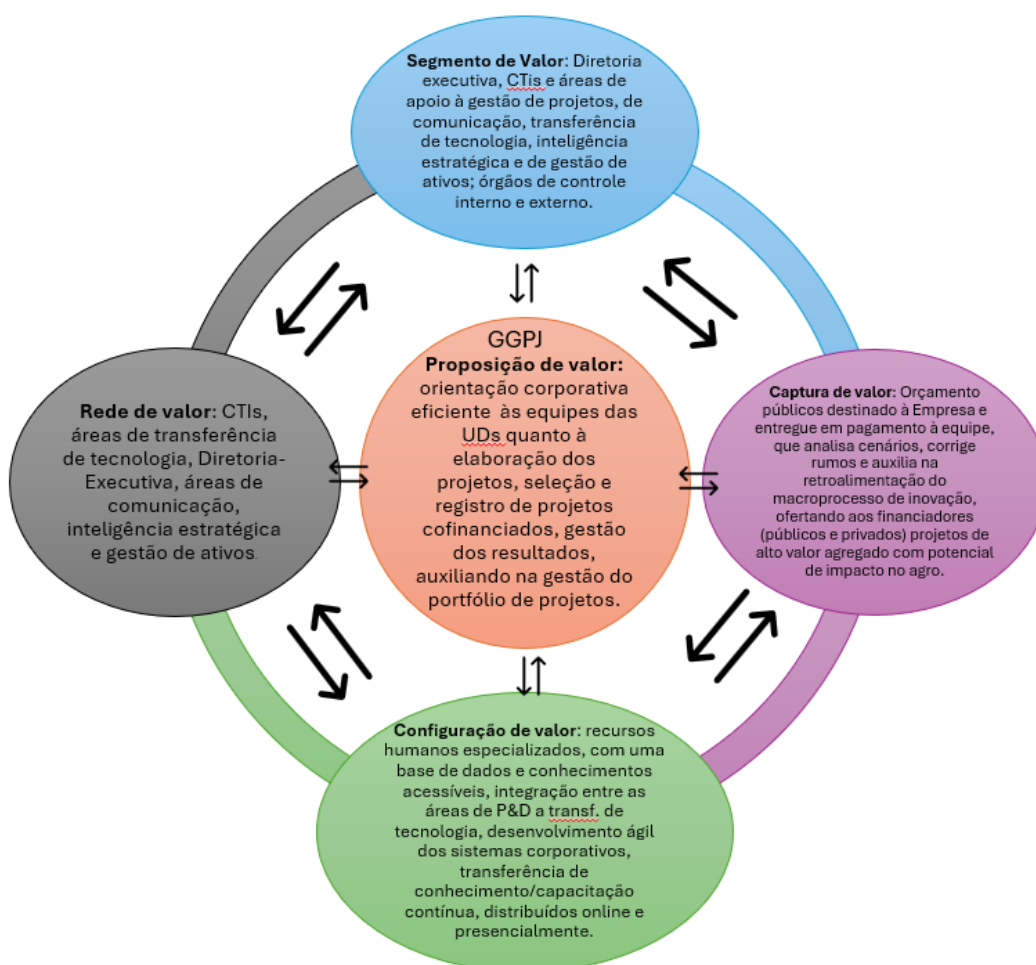 Segmento de Valor: Diretoria
executiva, CTis e áreas de
apoio à gestão de projetos, de
comunicação, transferência
de tecnologia, inteligência
estratégica e de gestão de
ativos; órgãos de controle
interno e externo.
GGPJ
Proposição de valor:
orientação corporativa
eficiente às equipes das
UDs quanto à
elaboração dos
projetos, seleção e
registro de projetos
cofinanciados, gestão
dos resultados,
auxiliando na gestão do
portfólio de projetos.
Rede de valor: CTIs,
áreas de transferência
de tecnologia, Diretoria-
Executiva, áreas de
comunicação,
inteligência estratégica
e gestão de ativos.
Captura de valor: Orçamento
públicos destinado à Empresa e
entregue em pagamento à equipe,
que analisa cenários, corrige
rumos e auxilia na
retroalimentação do
macroprocesso de inovação,
ofertando aos financiadores
(públicos e privados) projetos de
alto valor agregado com potencial
de impacto no agro.
Configuração de valor: recursos
humanos especializados, com uma
base de dados e conhecimentos
acessíveis, integração entre as
áreas de P&D a transf. de
tecnologia, desenvolvimento ágil
dos sistemas corporativos,
transferência de
conhecimento/capacitação
contínua, distribuídos online e
presencialmente.